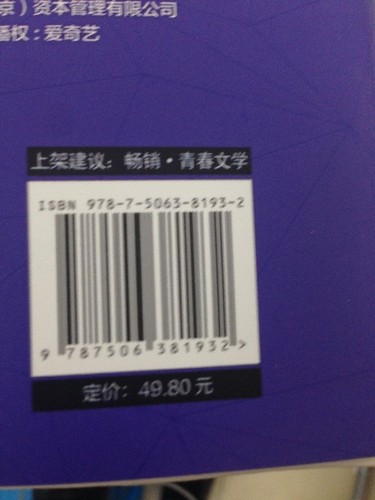 京）资本管理有限公司
播权：爱奇艺
上架建议：畅销·青春文学
ISBN 978-7-5063-8193-2
9 787506 381932 >
定价：49.80 元